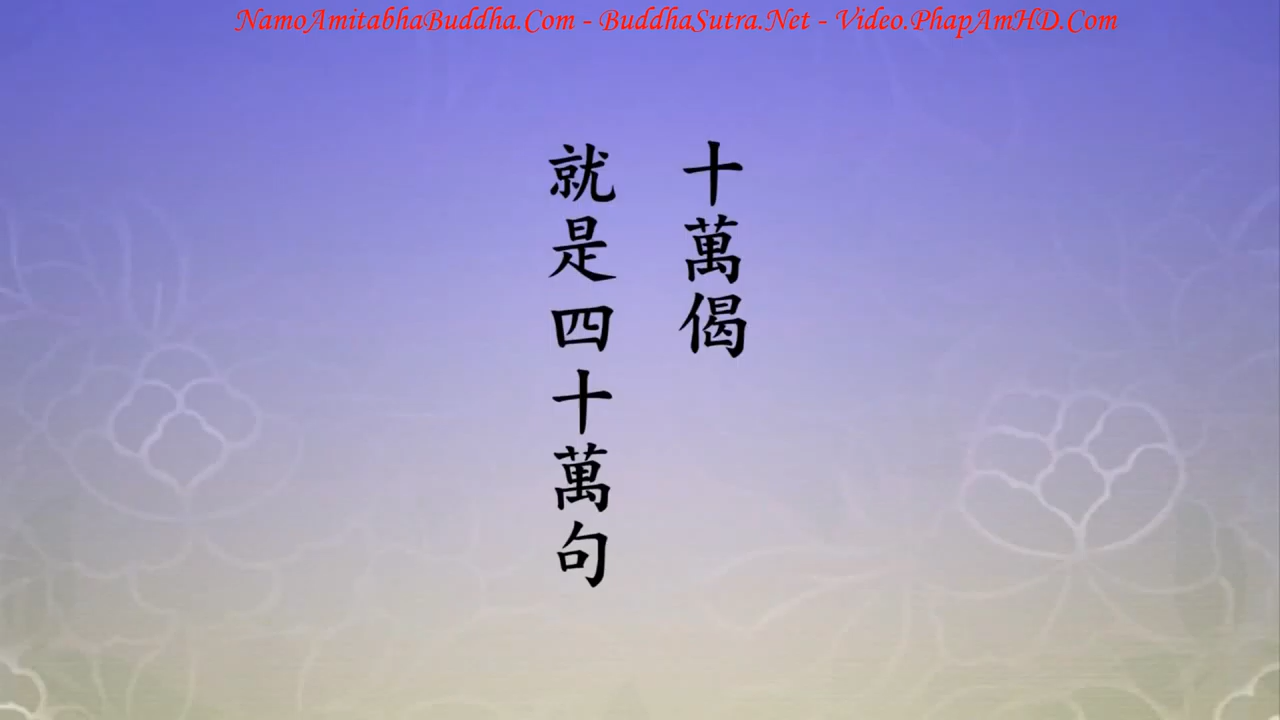 NamoAmitabhaBuddha.Com - BuddhaSutra.Net - Video.PhapAmHD.Com
十萬偈
就是四十萬句